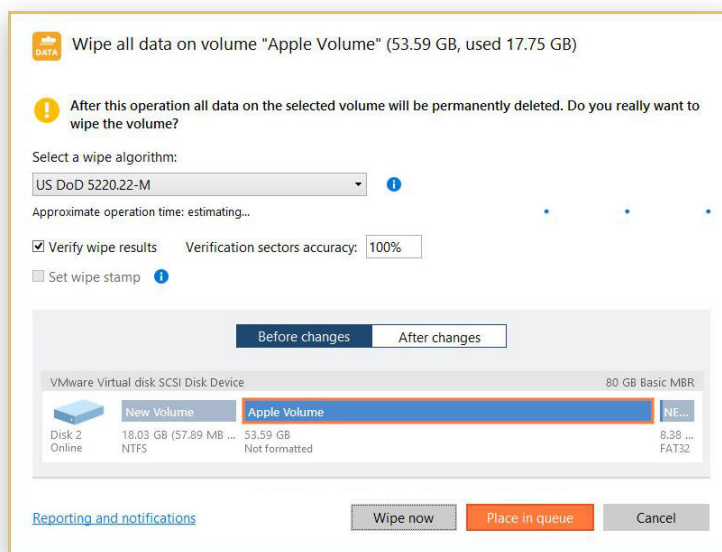 DATA
Wipe all data on volume "Apple Volume" (53.59 GB, used 17.75 GB)
After this operation all data on the selected volume will be permanently deleted. Do you really want to
wipe the volume?
Select a wipe algorithm:
US DoD 5220.22-M
Approximate operation time: estimating...
Verify wipe results Verification sectors accuracy: 100%
Set wipe stamp
Before changes After changes
VMware Virtual disk SCSI Disk Device 80 GB Basic MBR
New Volume Apple Volume NE...
Disk 2 18.03 GB (57.89 MB ... 53.59 GB 8.38 ...
Online NTFS Not formatted FAT32
Reporting and notifications Wipe now Place in queue Cancel